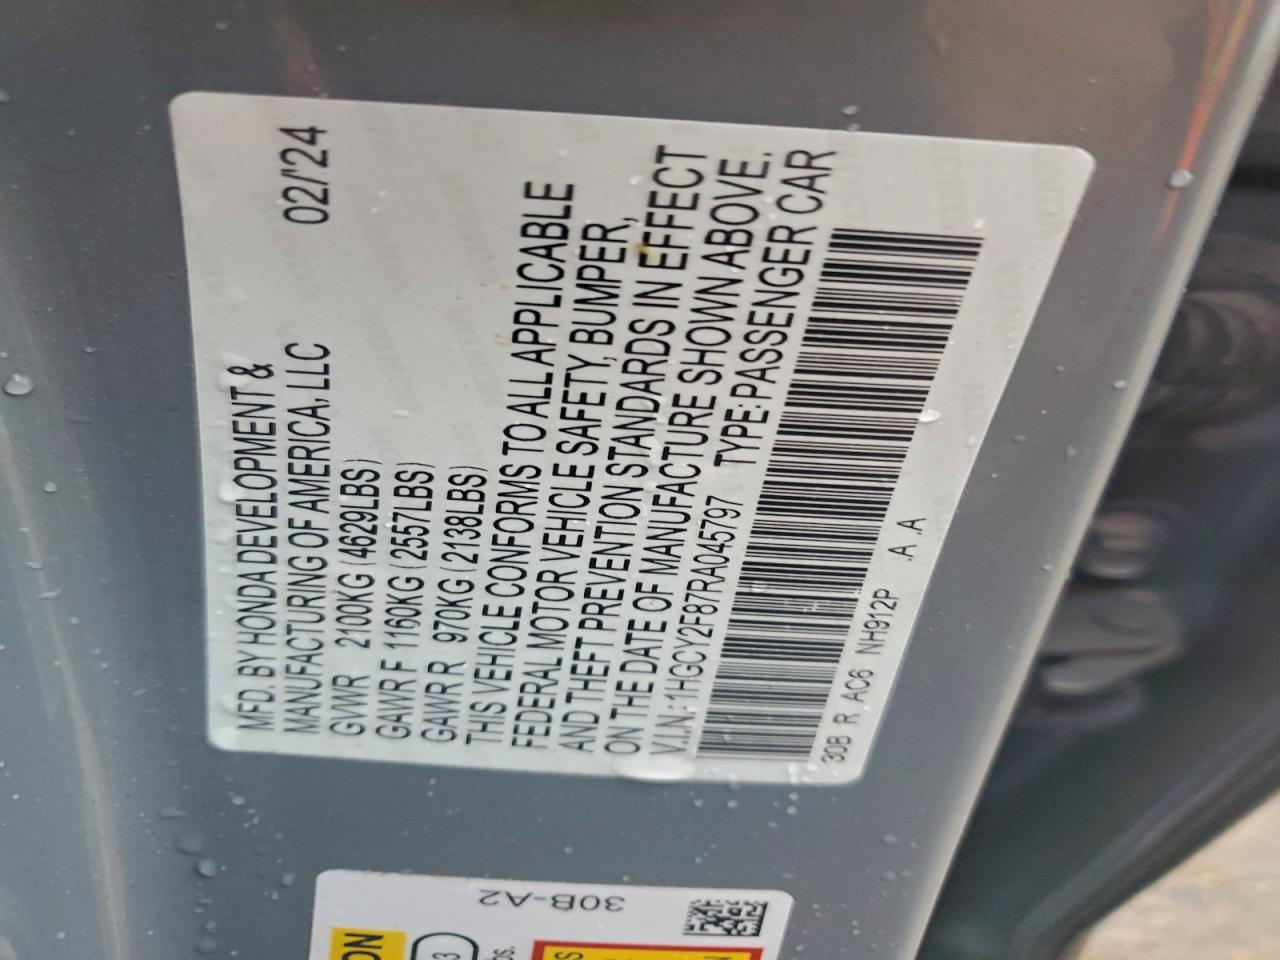 MFD. BY HONDA DEVELOPMENT &
MANUFACTURING OF AMERICA, LLC 02/'24
GVWR 2100KG (4629LBS)
GAWR F 1160KG (2557LBS)
GAWR R 970KG (2138LBS)
THIS VEHICLE CONFORMS TO ALL APPLICABLE
FEDERAL MOTOR VEHICLE SAFETY, BUMPER,
AND THEFT PREVENTION STANDARDS IN EFFECT
ON THE DATE OF MANUFACTURE SHOWN ABOVE.
V.I.N.:1HGCY2F87RA045797 TYPE:PASSENGER CAR
30B R AC6 NH912P .A .A
30B-A2